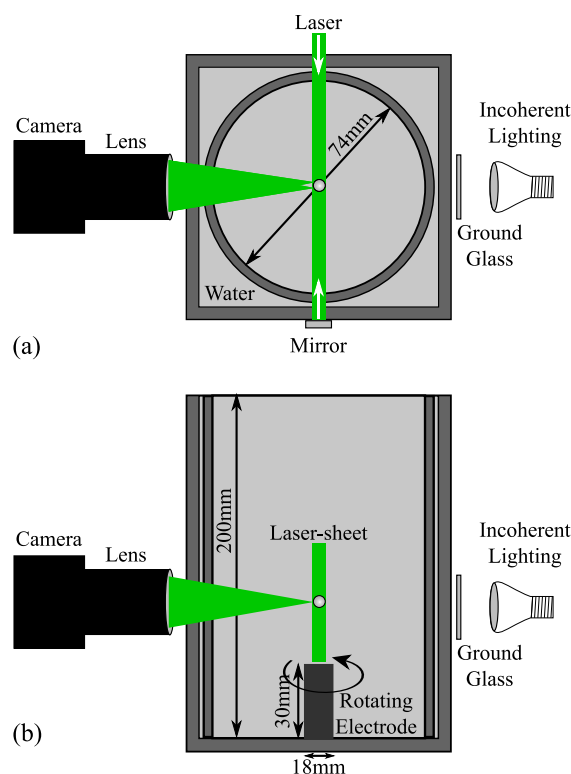 Laser
Camera
Lens
74mm
Incoherent
Lighting
Ground
Glass
Water
Mirror
(a)
Camera
Lens
200mm
Laser-sheet
Incoherent
Lighting
Ground
Glass
30mm
Rotating
Electrode
(b)
18mm